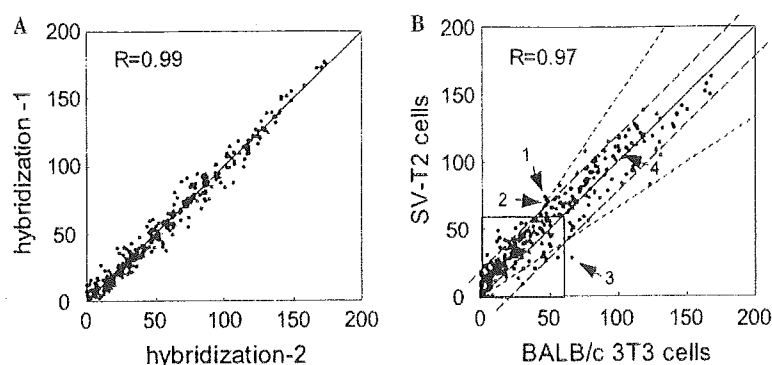 A
200
150
100
50
0
R=0.99
hybridization -1
0 50 100 150 200
hybridization-2
B
200
150
100
50
0
R=0.97
1
2
4
3
SV-T2 cells
0 50 100 150 200
BALB/c 3T3 cells